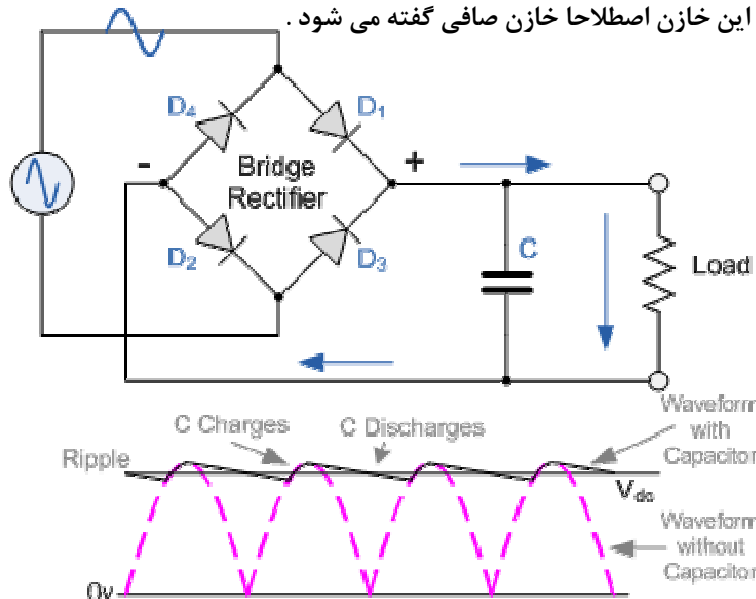 این خازن اصطلاحا خازن صافی گفته می شود .
D₄
D₁
-
+
Bridge
Rectifier
D₂
D₃
C
Load
C Charges
C Discharges
Waveform
with
Capacitor
Ripple
V dc
Waveform
without
Capacitor
0v